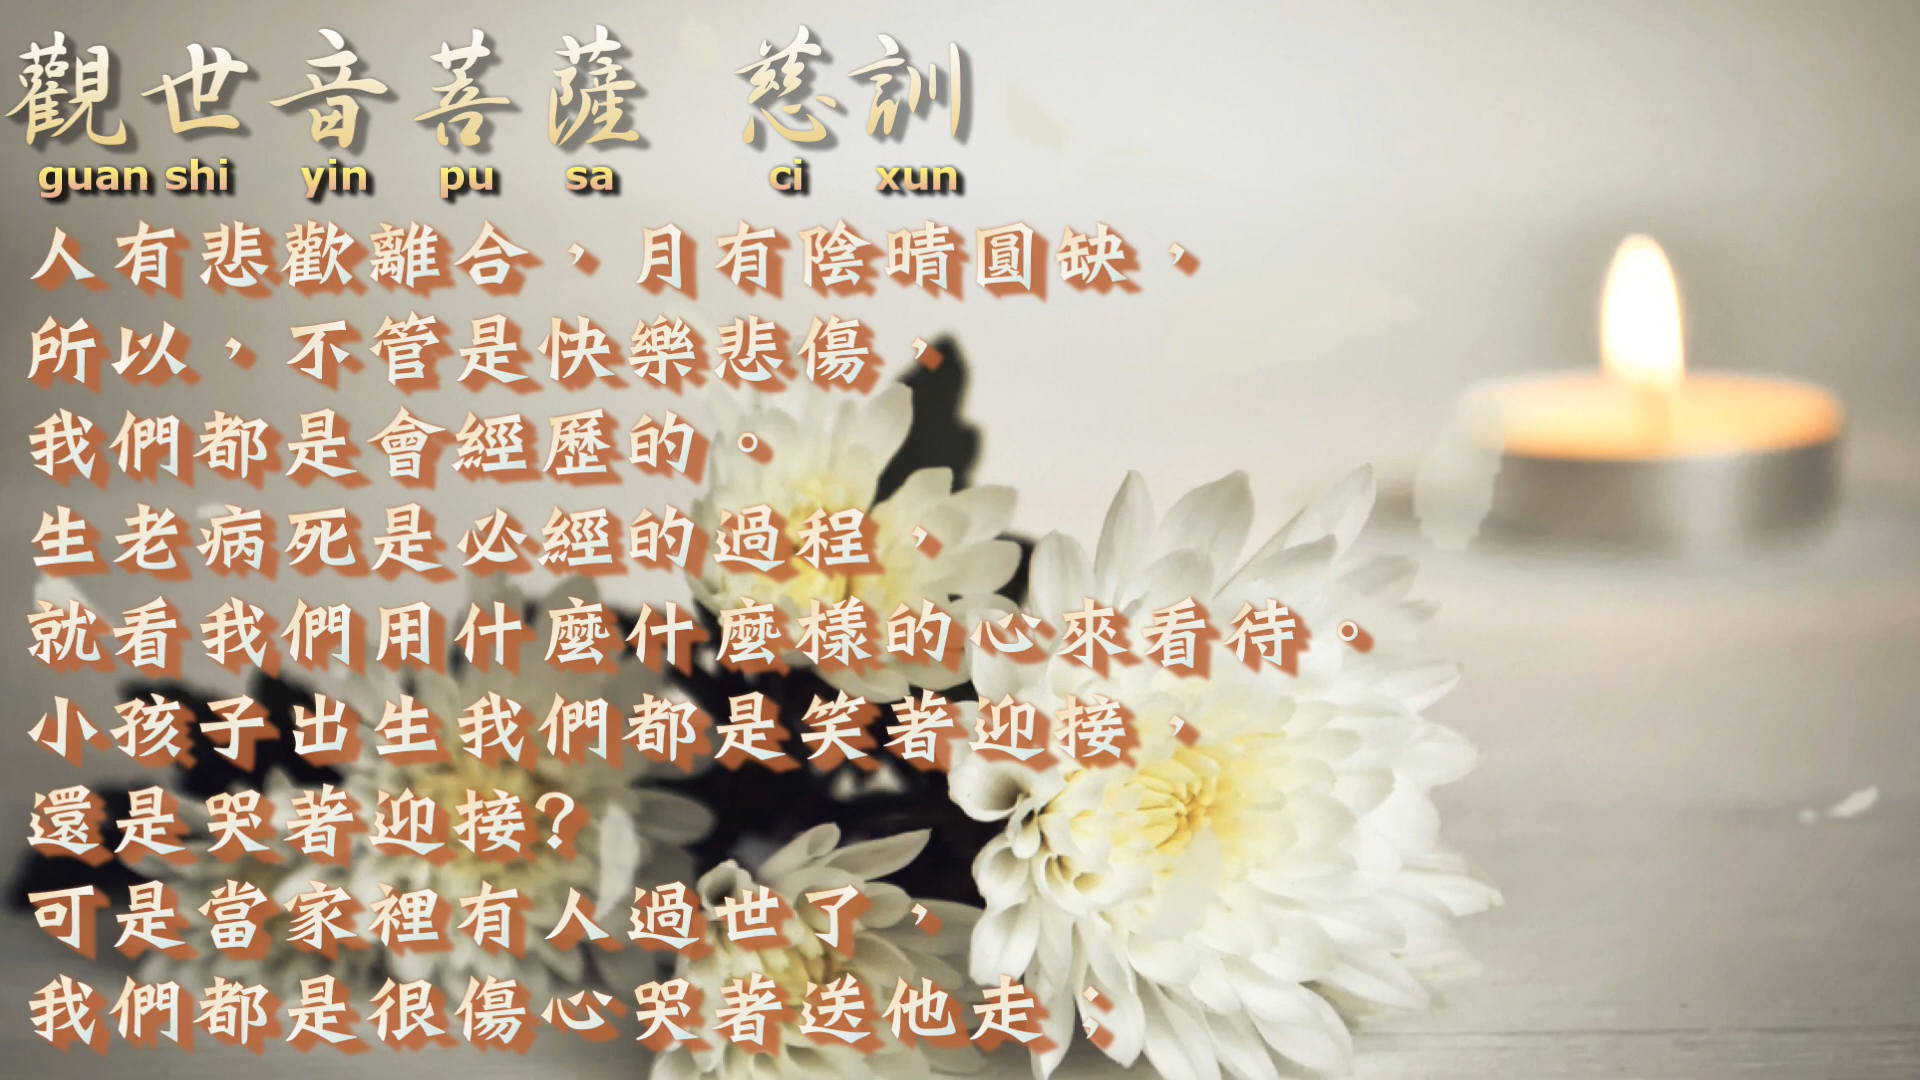 觀世音菩薩 慈訓
guan shi yin pu sa ci xun
人有悲歡離合，月有陰晴圓缺，
所以，不管是快樂悲傷，
我們都是會經歷的。
生老病死是必經的過程，
就看我們用什麼什麼樣的心來看待。
小孩子出生我們都是笑著迎接，
還是哭著迎接？
可是當家裡有人過世了，
我們都是很傷心哭著送他走；